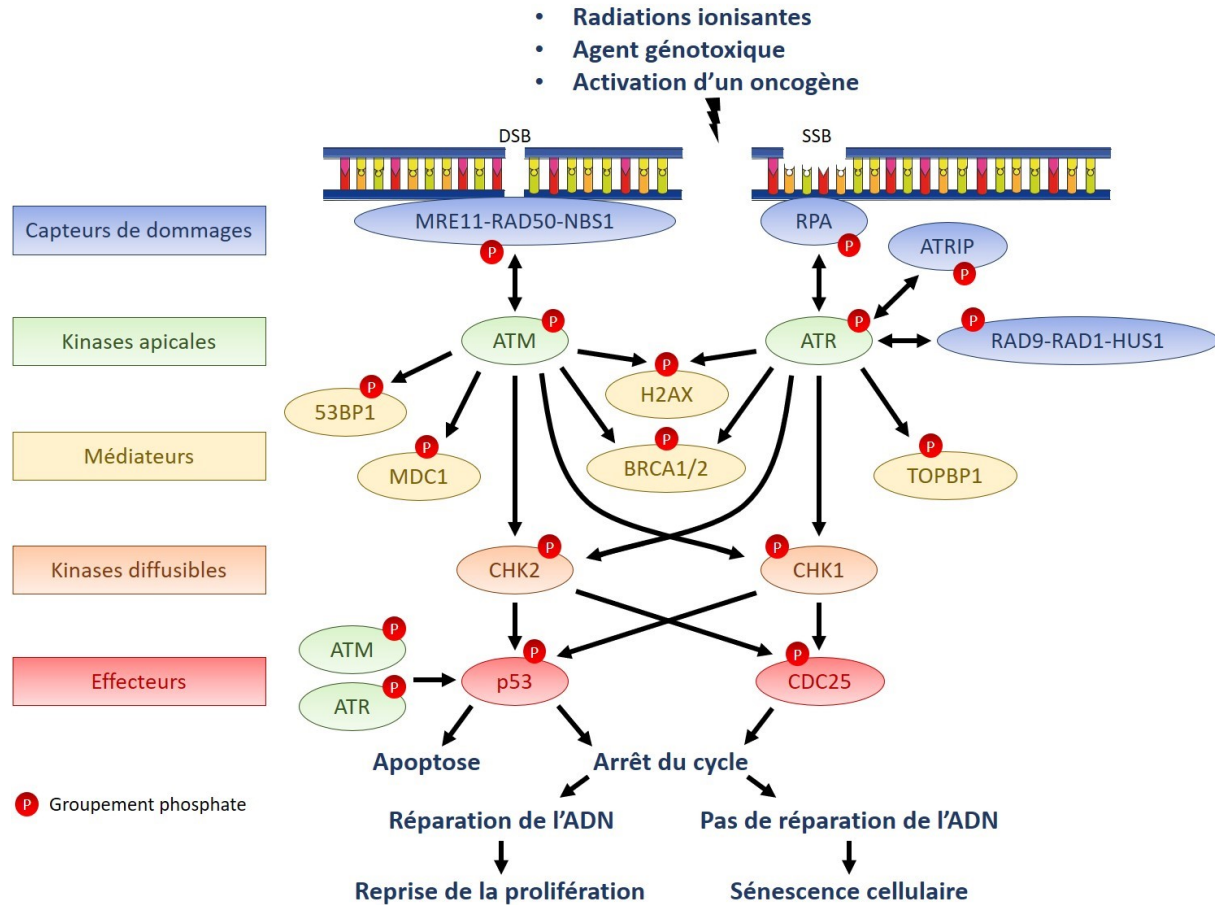 • Radiations ionisantes
• Agent génotoxique
• Activation d'un oncogène
DSB
SSB
Capteurs de dommages
MRE11-RAD50-NBS1
P
RPA
P
ATRIP
P
Kinases apicales
ATM
P
ATR
P
RAD9-RAD1-HUS1
P
H2AX
P
53BP1
P
Médiateurs
MDC1
P
BRCA1/2
P
TOPBP1
P
Kinases diffusibles
CHK2
P
CHK1
P
ATM
P
Effecteurs
ATR
P
p53
P
CDC25
P
Apoptose
Arrêt du cycle
P Groupement phosphate
Réparation de l'ADN
Pas de réparation de l'ADN
Reprise de la prolifération
Sénescence cellulaire